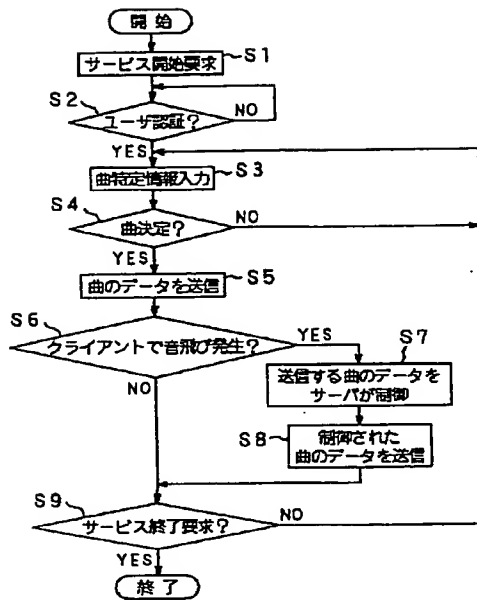 開始
サービス開始要求
S1
S2
ユーザ認証?
NO
YES
曲特定情報入力
S3
S4
曲決定?
NO
YES
曲のデータを送信
S5
S6
クライアントで音飛び発生?
YES
NO
S7
送信する曲のデータを
サーバが制御
S8
制御された
曲のデータを送信
S9
サービス終了要求?
NO
YES
終了